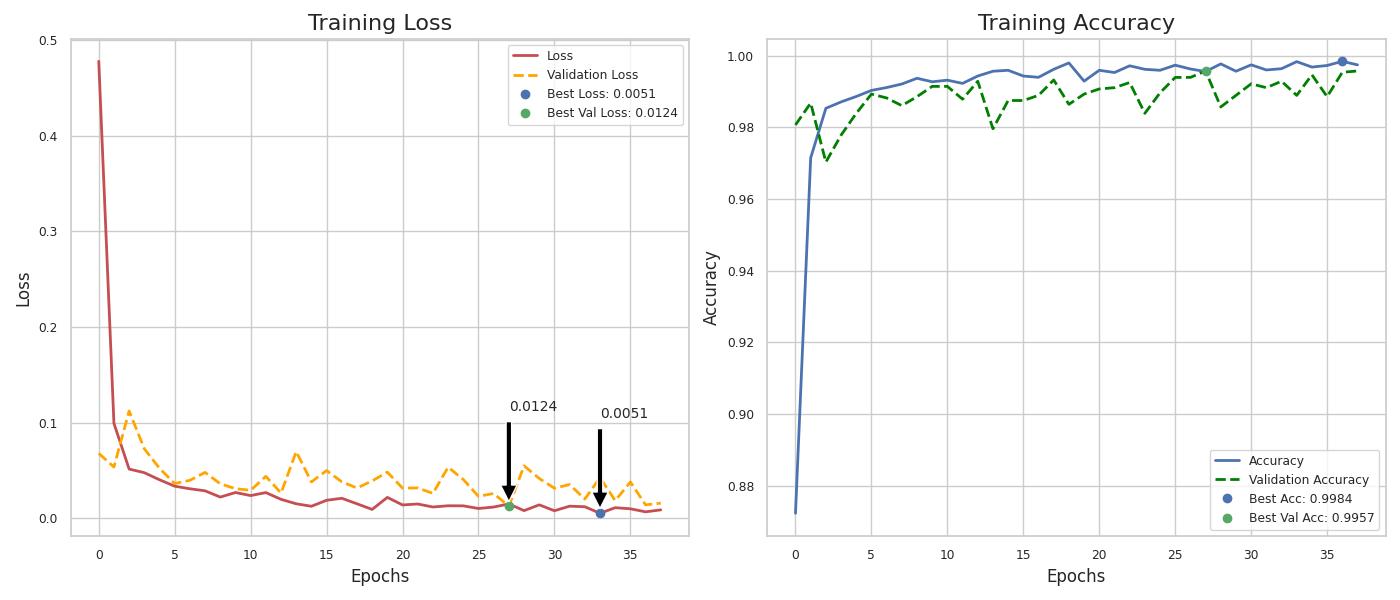 Training Loss
0.5
0.4
0.3
0.2
0.1
0.0
Loss
Loss
Validation Loss
Best Loss: 0.0051
Best Val Loss: 0.0124
0.0124
0.0051
0 5 10 15 20 25 30 35
Epochs
Training Accuracy
1.00
0.98
0.96
0.94
0.92
0.90
0.88
Accuracy
Accuracy
Validation Accuracy
Best Acc: 0.9984
Best Val Acc: 0.9957
0 5 10 15 20 25 30 35
Epochs